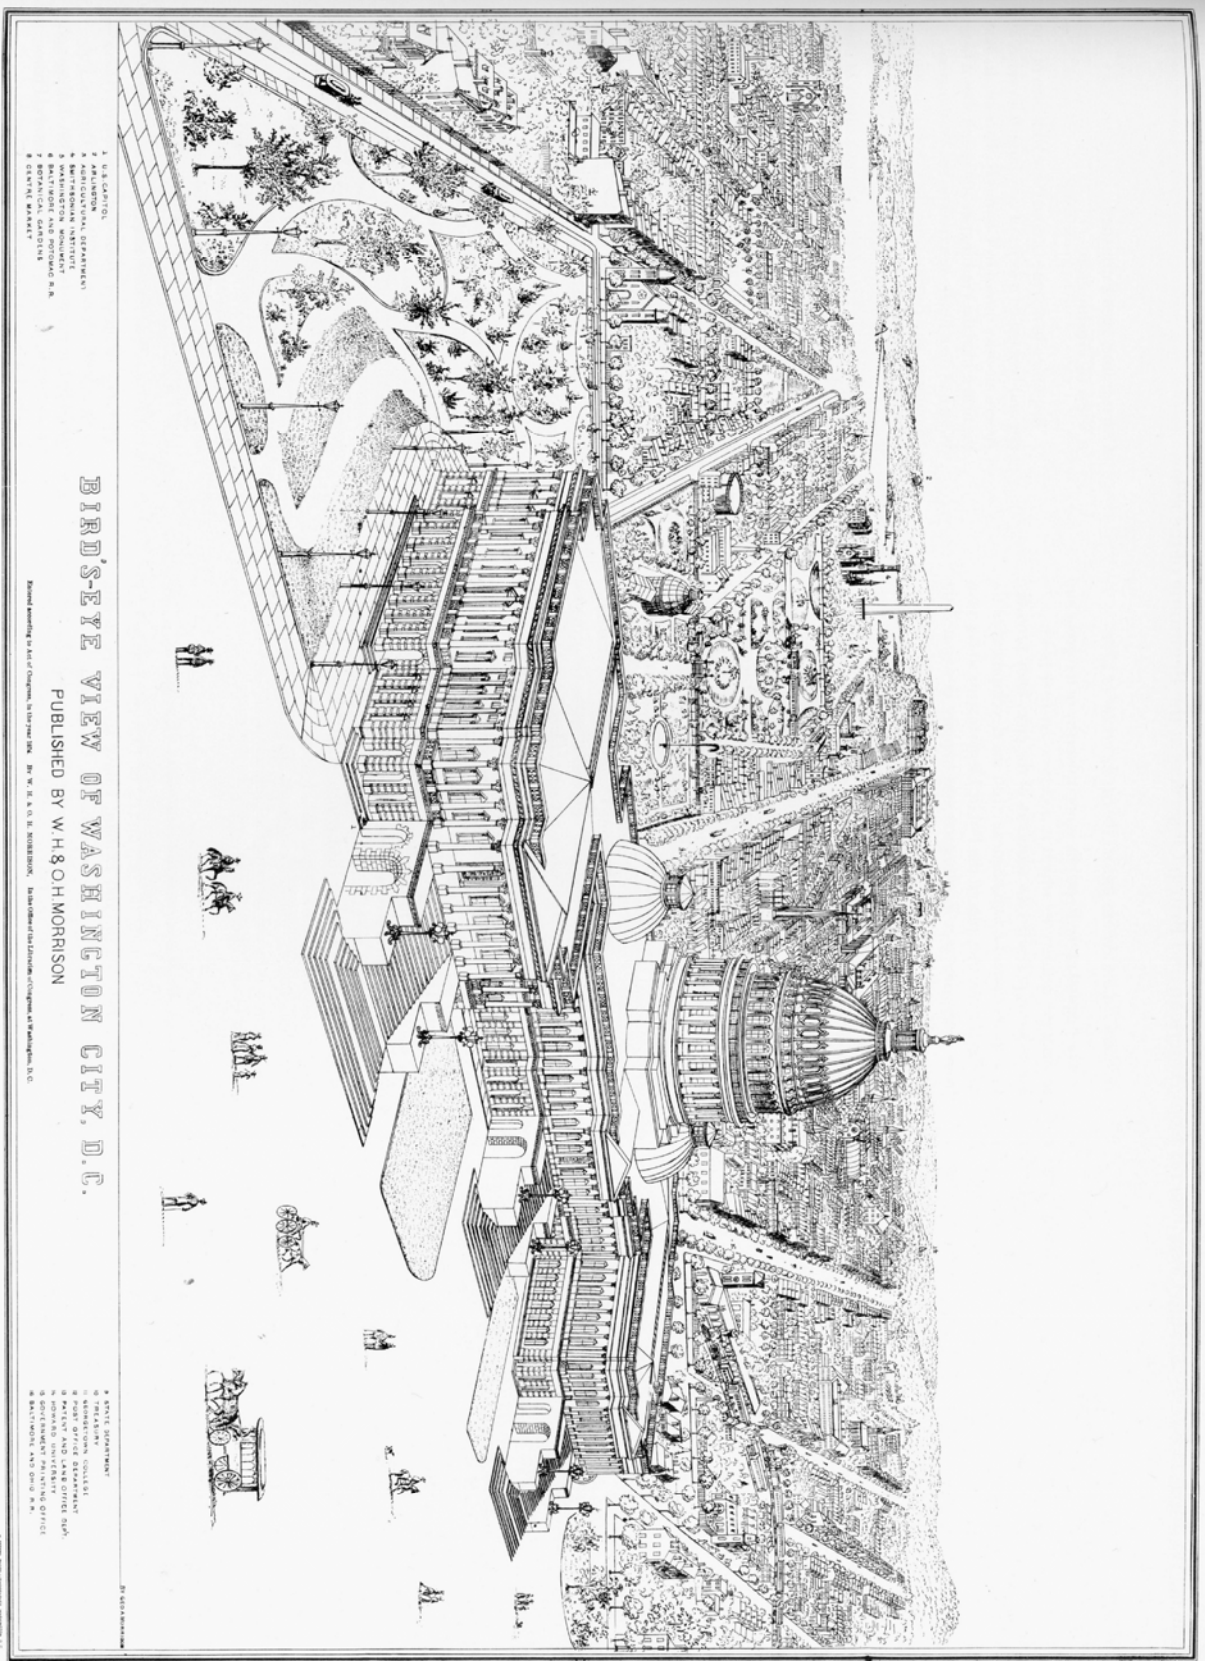 1 U.S. CAPITOL
2 ARLINGTON
3 AGRICULTURAL DEPARTMENT
4 SMITHSONIAN INSTITUTE
5 WASHINGTON MONUMENT
6 BALTIMORE AND POTOMAC R.R.
7 BOTANICAL GARDENS
8 CENTRE MARKET
BIRD'S-EYE VIEW OF WASHINGTON CITY, D.C.
PUBLISHED BY W.H. & O.H. MORRISON
Entered according to Act of Congress, in the year 1872 By W. H. & O. H. MORRISON, In the Office of the Librarian of Congress, at Washington, D. C.
9 STATE DEPARTMENT
10 TREASURY
11 GEORGETOWN COLLEGE
12 POST OFFICE DEPARTMENT
13 PATENT AND LAND OFFICE DEPT.
14 HOWARD UNIVERSITY
15 GOVERNMENT PRINTING OFFICE
16 BALTIMORE AND OHIO R.R.